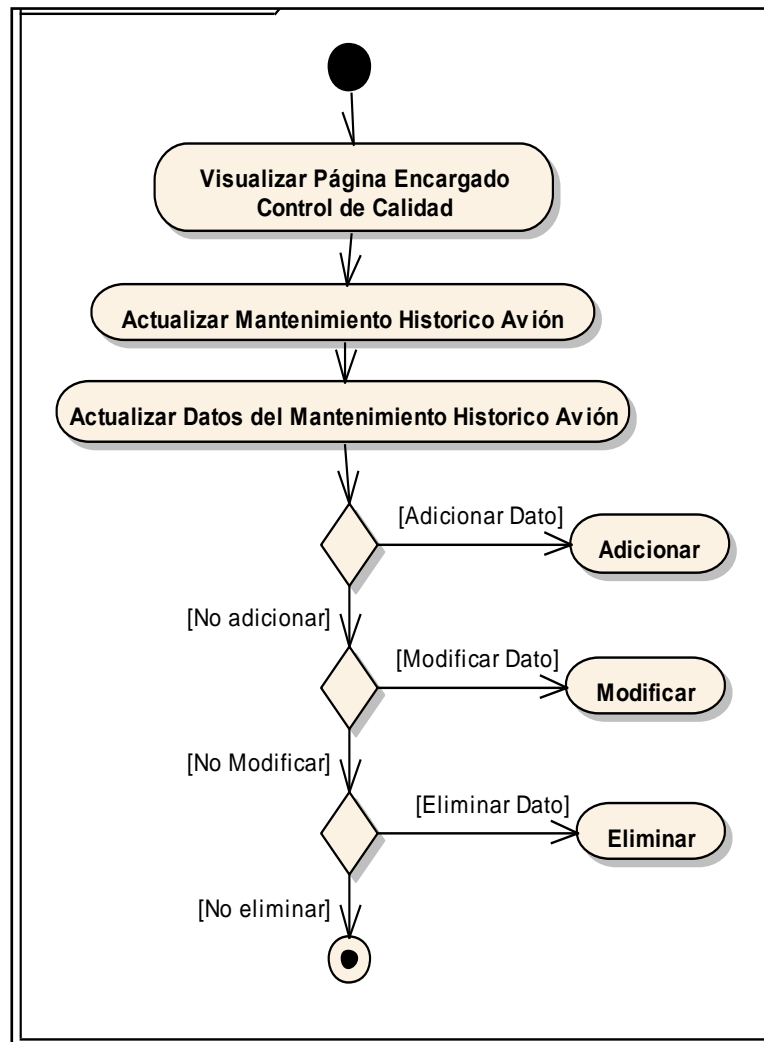 Visualizar Página Encargado
Control de Calidad
Actualizar Mantenimiento Historico Avión
Actualizar Datos del Mantenimiento Historico Avión
[Adicionar Dato]
Adicionar
[No adicionar]
[Modificar Dato]
Modificar
[No Modificar]
[Eliminar Dato]
Eliminar
[No eliminar]